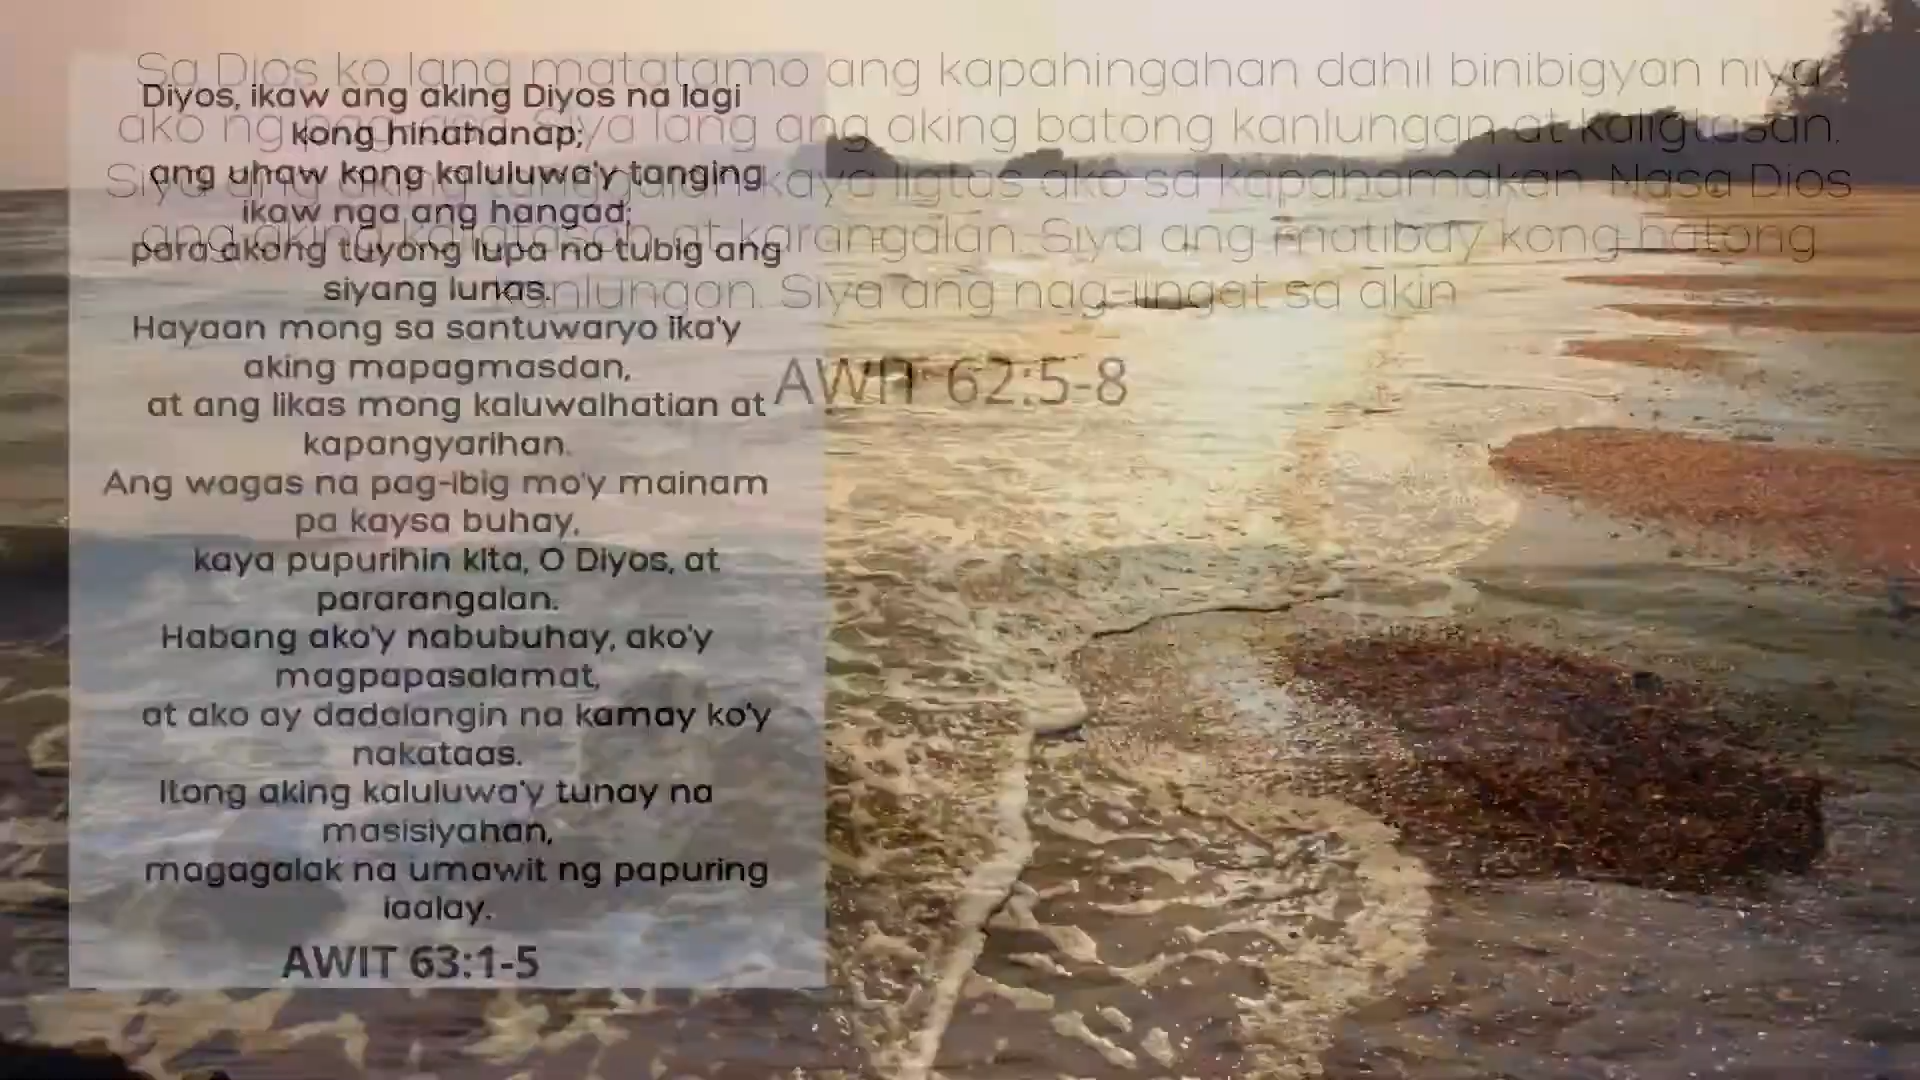 Diyos, ikaw ang aking Diyos na lagi
kong hinahanap;
ang uhaw kong kaluluwa'y tanging
ikaw nga ang hangad;
para akong tuyong lupa na tubig ang
siyang lunas.
Hayaan mong sa santuwaryo ika'y
aking mapagmasdan,
at ang likas mong kaluwalhatian at
kapangyarihan.
Ang wagas na pag-ibig mo'y mainam
pa kaysa buhay,
kaya pupurihin kita, O Diyos, at
pararangalan.
Habang ako'y nabubuhay, ako'y
magpapasalamat,
at ako ay dadalangin na kamay ko'y
nakataas.
Itong aking kaluluwa'y tunay na
masisiyahan,
magagalak na umawit ng papuring
iaalay.
AWIT 63:1-5
Sa Dios ko lang matatamo ang kapahingahan dahil binibigyan niya
ako ng Siya lang ang aking batong kanlungan at kaligtasan.
Siya kaya ligtas ako sa kapahamakan. Nasa Dios
ang aking kaligtasan at karangalan. Siya ang matibay kong batong
kanlungan. Siya ang nag-iingat sa akin
AWIT 62:5-8